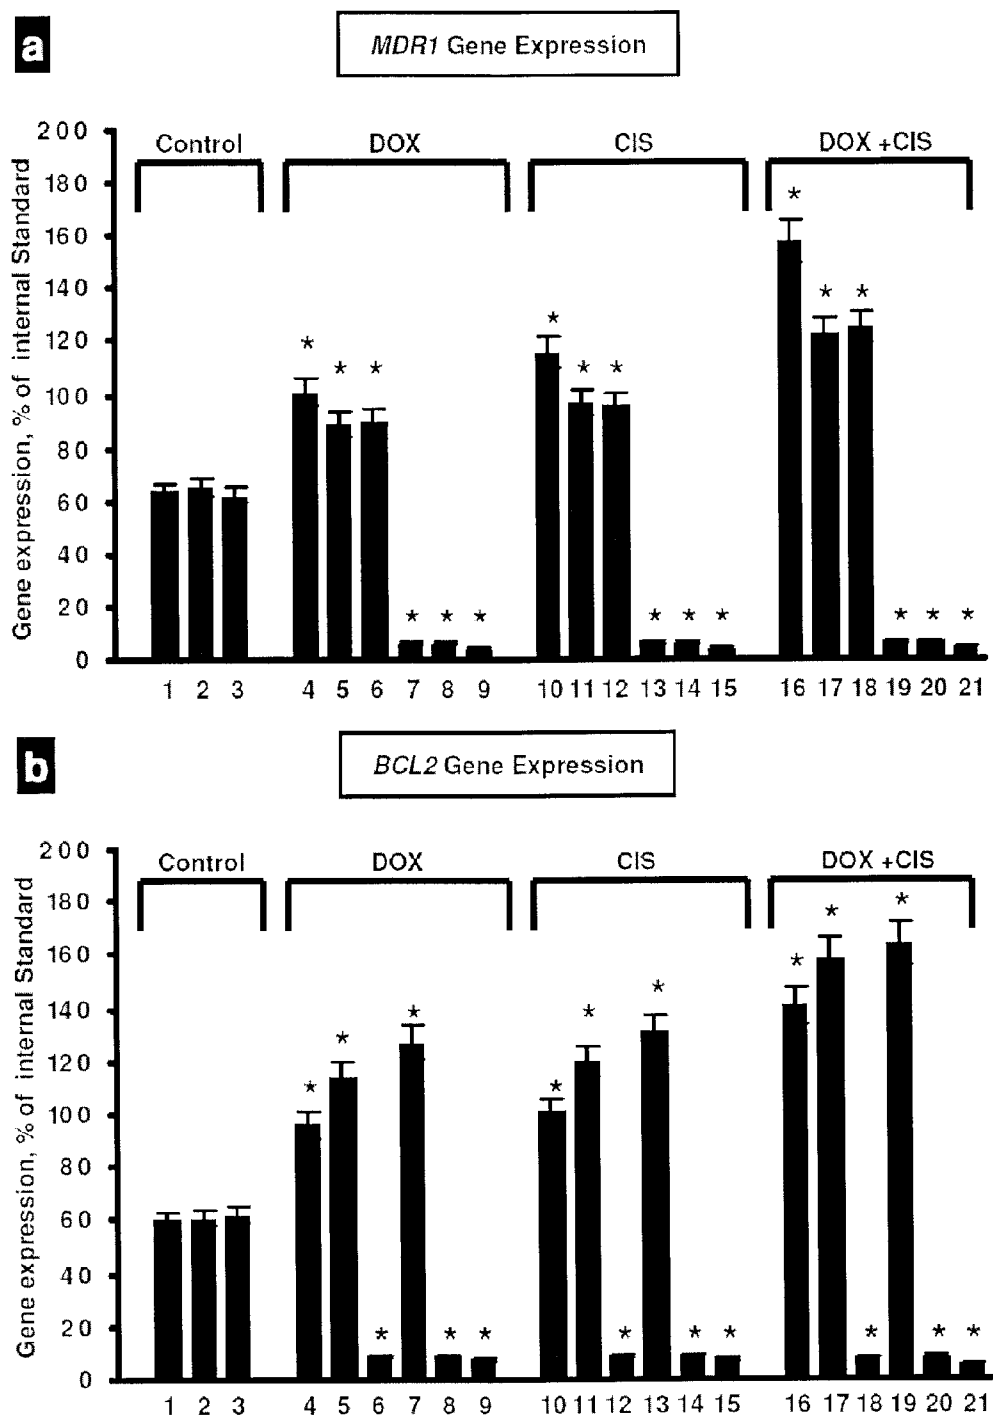 a
MDR1 Gene Expression
Gene expression, % of internal Standard
200
180
160
140
120
100
80
60
40
20
0
Control DOX CIS DOX +CIS
* * * * * * * * * * * * * * * * * *
1 2 3 4 5 6 7 8 9 10 11 12 13 14 15 16 17 18 19 20 21
b
BCL2 Gene Expression
Gene expression, % of internal Standard
200
180
160
140
120
100
80
60
40
20
0
Control DOX CIS DOX +CIS
* * * * * * * * * * * * * * * * * *
1 2 3 4 5 6 7 8 9 10 11 12 13 14 15 16 17 18 19 20 21